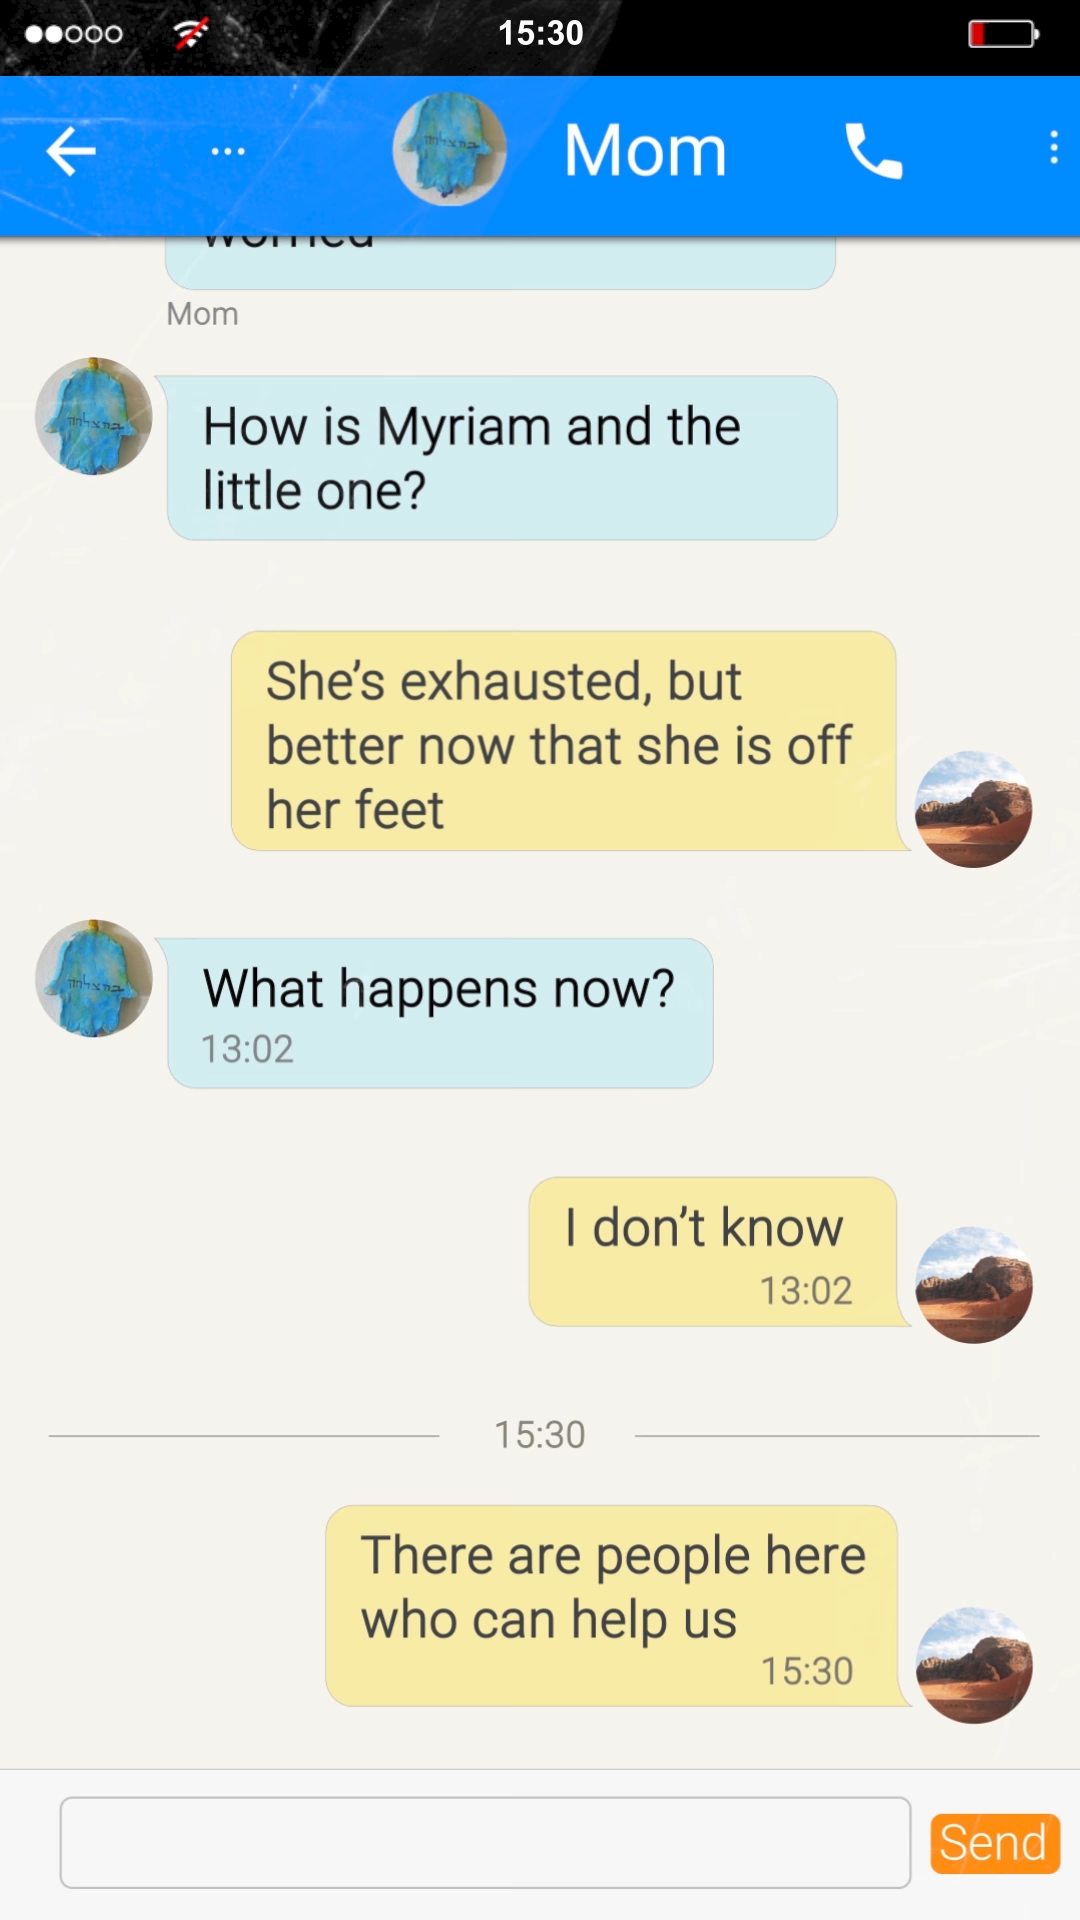 15:30
Mom
worried
Mom
How is Myriam and the
little one?
She’s exhausted, but
better now that she is off
her feet
What happens now?
13:02
I don’t know
13:02
15:30
There are people here
who can help us
15:30
Send